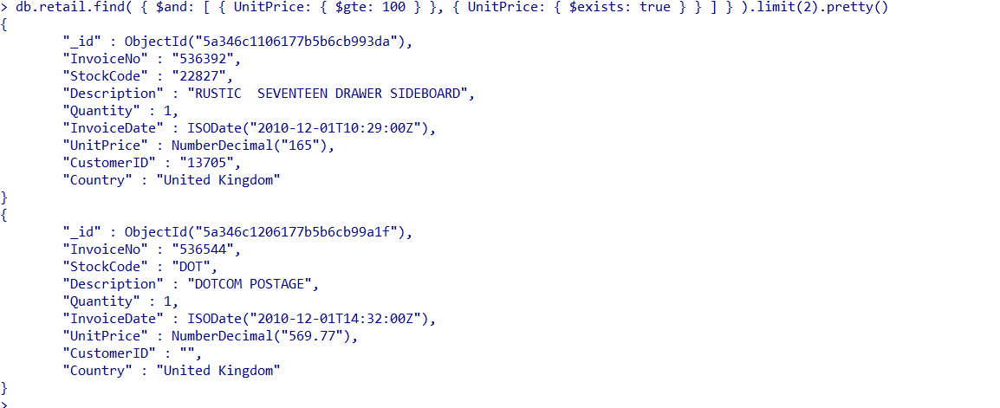 > db.retail.find( { $and: [ { UnitPrice: { $gte: 100 } }, { UnitPrice: { $exists: true } } ] } ).limit(2).pretty()
{
        "_id" : ObjectId("5a346c1106177b5b6cb993da"),
        "InvoiceNo" : "536392",
        "StockCode" : "22827",
        "Description" : "RUSTIC  SEVENTEEN DRAWER SIDEBOARD",
        "Quantity" : 1,
        "InvoiceDate" : ISODate("2010-12-01T10:29:00Z"),
        "UnitPrice" : NumberDecimal("165"),
        "CustomerID" : "13705",
        "Country" : "United Kingdom"
}
{
        "_id" : ObjectId("5a346c1206177b5b6cb99a1f"),
        "InvoiceNo" : "536544",
        "StockCode" : "DOT",
        "Description" : "DOTCOM POSTAGE",
        "Quantity" : 1,
        "InvoiceDate" : ISODate("2010-12-01T14:32:00Z"),
        "UnitPrice" : NumberDecimal("569.77"),
        "CustomerID" : "",
        "Country" : "United Kingdom"
}
>